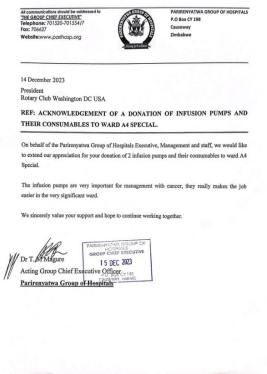 All communications should be addressed to
"THE GROUP CHIEF EXECUTIVE"
Telephone: 701520-701554/7
Fax: 706627
Website: www.parihosp.org
PARIRENYATWA GROUP OF HOSPITALS
P.O Box CY 198
Causeway
Zimbabwe
14 December 2023
President
Rotary Club Washington DC USA
REF: ACKNOWLEDGEMENT OF A DONATION OF INFUSION PUMPS AND
THEIR CONSUMABLES TO WARD A4 SPECIAL.
On behalf of the Parirenyatwa Group of Hospitals Executive, Management and staff, we would like
to extend our appreciation for your donation of 2 infusion pumps and their consumables to ward A4
Special.
The infusion pumps are very important for management with cancer, they really makes the job
easier in the very significant ward.
We sincerely value your support and hope to continue working together.
PARIRENYATWA GROUP OF
HOSPITALS
GROUP CHIEF EXECUTIVE
15 DEC 2023
P.O. BOX CY 198
Dr T. Magure
Acting Group Chief Executive Officer
Parirenyatwa Group of Hospitals